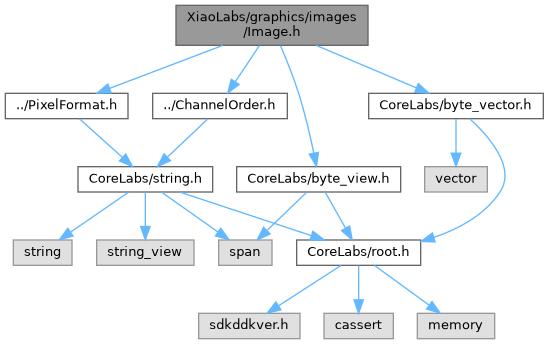 XiaoLabs/graphics/images
/Image.h
../PixelFormat.h
../ChannelOrder.h
CoreLabs/byte_vector.h
CoreLabs/string.h
CoreLabs/byte_view.h
vector
string
string_view
span
CoreLabs/root.h
sdkddkver.h
cassert
memory